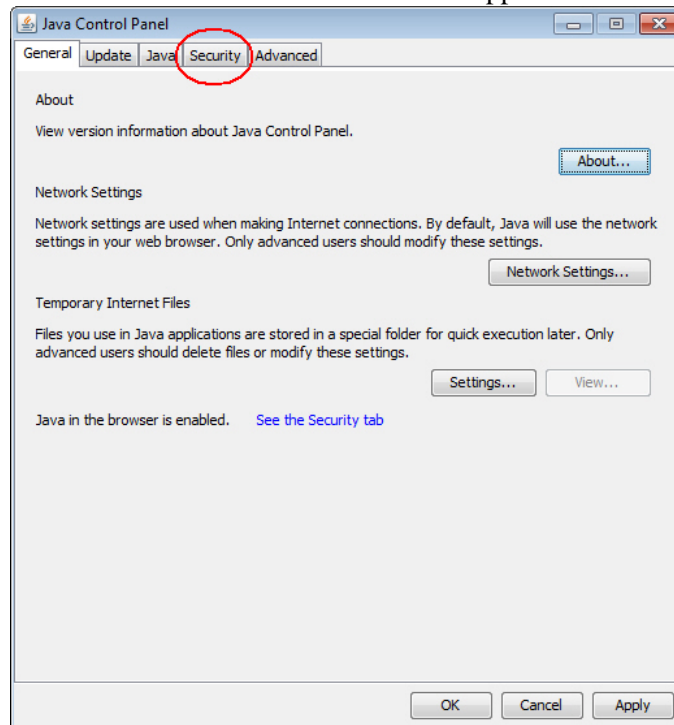 Java Control Panel
General Update Java Security Advanced
About
View version information about Java Control Panel.
About...
Network Settings
Network settings are used when making Internet connections. By default, Java will use the network
settings in your web browser. Only advanced users should modify these settings.
Network Settings...
Temporary Internet Files
Files you use in Java applications are stored in a special folder for quick execution later. Only
advanced users should delete files or modify these settings.
Settings... View...
Java in the browser is enabled. See the Security tab
OK Cancel Apply